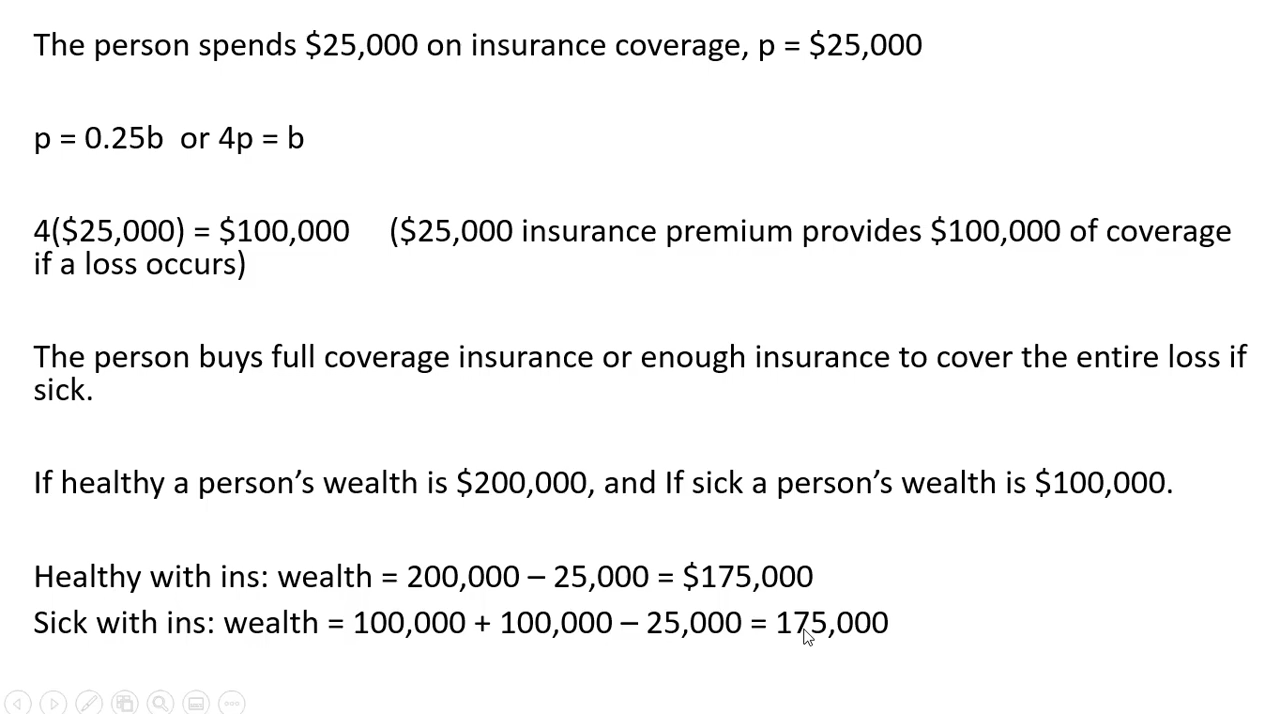 The person spends $25,000 on insurance coverage, p = $25,000
p = 0.25b or 4p = b
4($25,000) = $100,000 ($25,000 insurance premium provides $100,000 of coverage
if a loss occurs)
The person buys full coverage insurance or enough insurance to cover the entire loss if
sick.
If healthy a person’s wealth is $200,000, and If sick a person’s wealth is $100,000.
Healthy with ins: wealth = 200,000 – 25,000 = $175,000
Sick with ins: wealth = 100,000 + 100,000 – 25,000 = 175,000